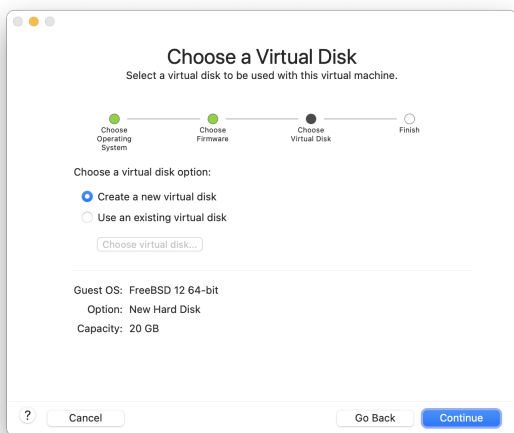 Choose a Virtual Disk
Select a virtual disk to be used with this virtual machine.
Choose
Operating
System
Choose
Firmware
Choose
Virtual Disk
Finish
Choose a virtual disk option:
Create a new virtual disk
Use an existing virtual disk
Choose virtual disk...
Guest OS: FreeBSD 12 64-bit
Option: New Hard Disk
Capacity: 20 GB
? Cancel Go Back Continue